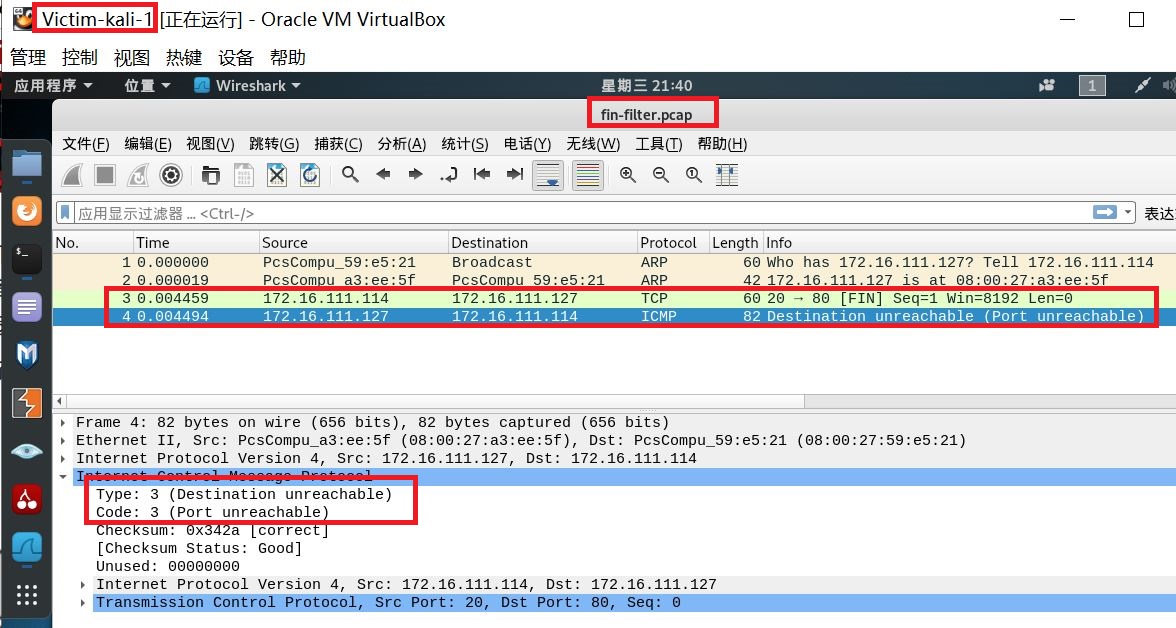 Victim-kali-1 [正在运行] - Oracle VM VirtualBox
管理 控制 视图 热键 设备 帮助
应用程序 位置 Wireshark 星期三 21:40 1
fin-filter.pcap
文件(F) 编辑(E) 视图(V) 跳转(G) 捕获(C) 分析(A) 统计(S) 电话(Y) 无线(W) 工具(T) 帮助(H)
应用显示过滤器 … <Ctrl-/> 表达
No. Time Source Destination Protocol Length Info
1 0.000000 PcsCompu_59:e5:21 Broadcast ARP 60 Who has 172.16.111.127? Tell 172.16.111.114
2 0.000019 PcsCompu_a3:ee:5f PcsCompu_59:e5:21 ARP 42 172.16.111.127 is at 08:00:27:a3:ee:5f
3 0.004459 172.16.111.114 172.16.111.127 TCP 60 20 → 80 [FIN] Seq=1 Win=8192 Len=0
4 0.004494 172.16.111.127 172.16.111.114 ICMP 82 Destination unreachable (Port unreachable)
Frame 4: 82 bytes on wire (656 bits), 82 bytes captured (656 bits)
Ethernet II, Src: PcsCompu_a3:ee:5f (08:00:27:a3:ee:5f), Dst: PcsCompu_59:e5:21 (08:00:27:59:e5:21)
Internet Protocol Version 4, Src: 172.16.111.127, Dst: 172.16.111.114
Internet Control Message Protocol
Type: 3 (Destination unreachable)
Code: 3 (Port unreachable)
Checksum: 0x342a [correct]
[Checksum Status: Good]
Unused: 00000000
Internet Protocol Version 4, Src: 172.16.111.114, Dst: 172.16.111.127
Transmission Control Protocol, Src Port: 20, Dst Port: 80, Seq: 0